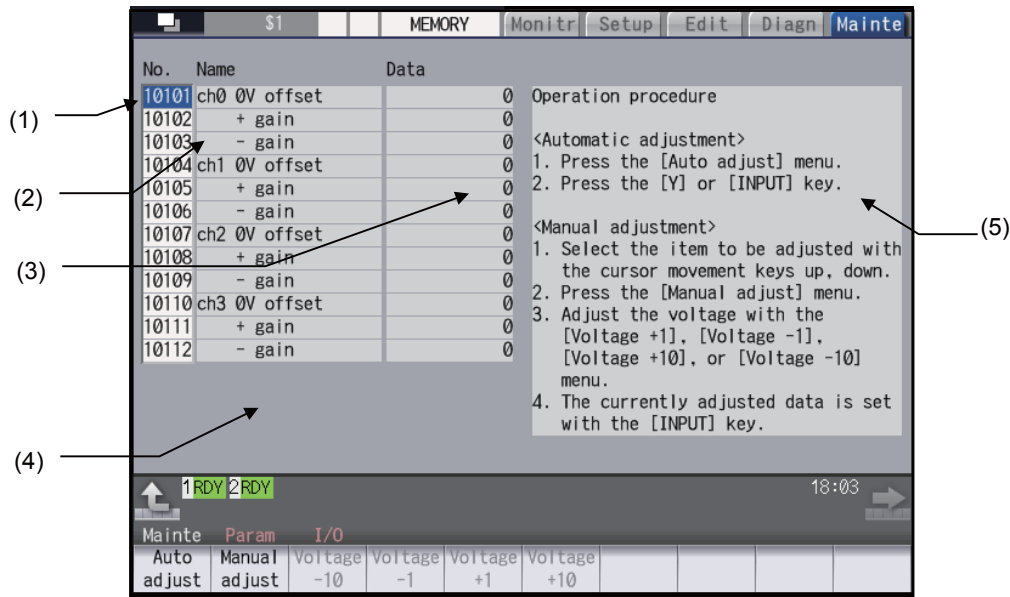 $1 MEMORY Monitr Setup Edit Diagn Mainte
No. Name Data
10101 ch0 0V offset 0
10102 + gain 0
10103 - gain 0
10104 ch1 0V offset 0
10105 + gain 0
10106 - gain 0
10107 ch2 0V offset 0
10108 + gain 0
10109 - gain 0
10110 ch3 0V offset 0
10111 + gain 0
10112 - gain 0
Operation procedure
<Automatic adjustment>
1. Press the [Auto adjust] menu.
2. Press the [Y] or [INPUT] key.
<Manual adjustment>
1. Select the item to be adjusted with
the cursor movement keys up, down.
2. Press the [Manual adjust] menu.
3. Adjust the voltage with the
[Voltage +1], [Voltage -1],
[Voltage +10], or [Voltage -10]
menu.
4. The currently adjusted data is set
with the [INPUT] key.
(1)
(2)
(3)
(4)
(5)
1 RDY 2 RDY 18:03
Mainte Param I/O
Auto Manual Voltage Voltage Voltage Voltage
adjust adjust -10 -1 +1 +10